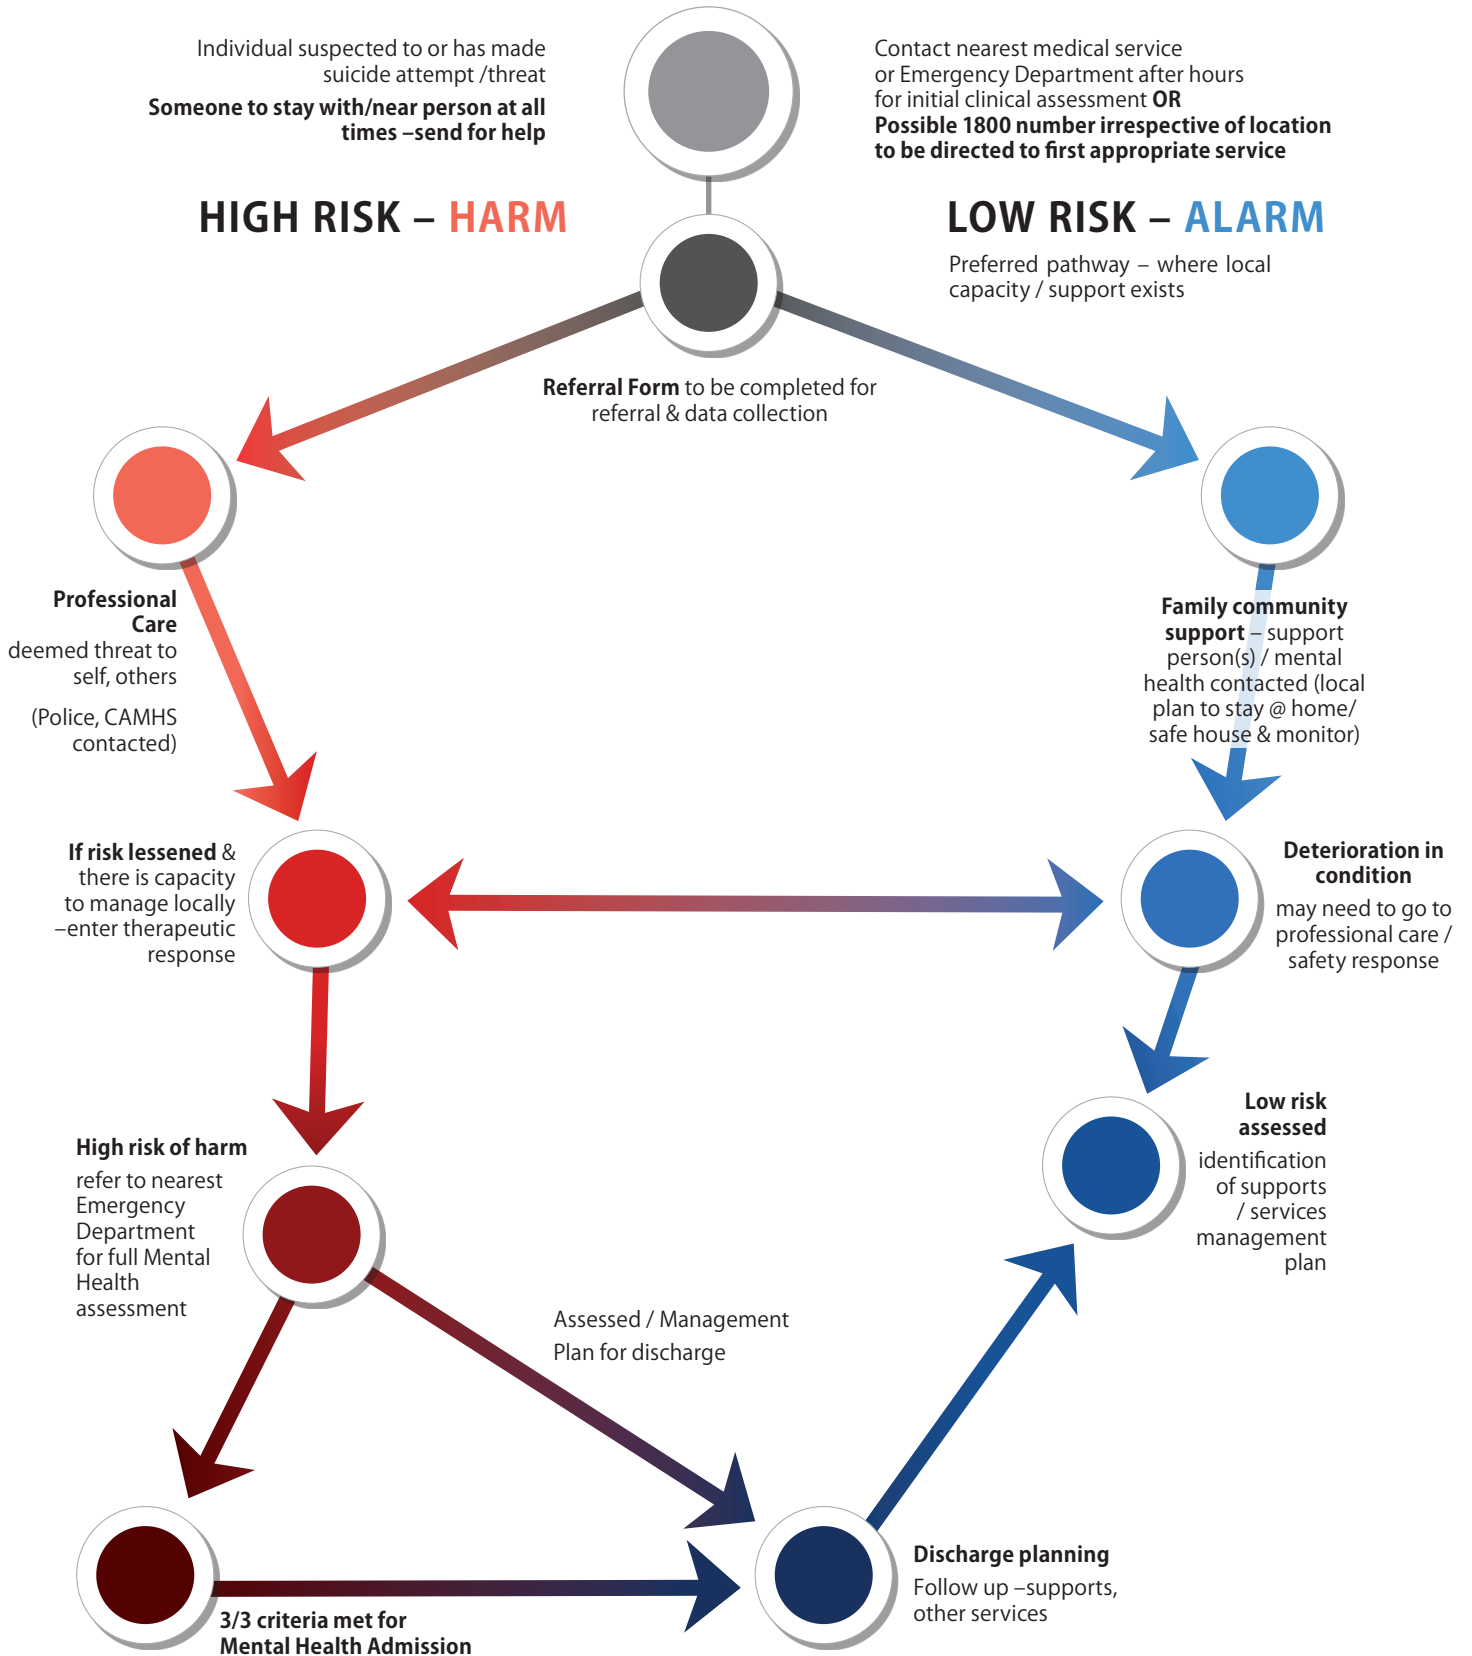 Individual suspected to or has made
suicide attempt /threat
Someone to stay with/near person at all
times –send for help
Contact nearest medical service
or Emergency Department after hours
for initial clinical assessment OR
Possible 1800 number irrespective of location
to be directed to first appropriate service
HIGH RISK – HARM
LOW RISK – ALARM
Preferred pathway – where local
capacity / support exists
Referral Form to be completed for
referral & data collection
Professional
Care
deemed threat to
self, others
(Police, CAMHS
contacted)
Family community
support – support
person(s) / mental
health contacted (local
plan to stay @ home/
safe house & monitor)
If risk lessened &
there is capacity
to manage locally
–enter therapeutic
response
Deterioration in
condition
may need to go to
professional care /
safety response
High risk of harm
refer to nearest
Emergency
Department
for full Mental
Health
assessment
Low risk
assessed
identification
of supports
/ services
management
plan
Assessed / Management
Plan for discharge
3/3 criteria met for
Mental Health Admission
Discharge planning
Follow up –supports,
other services